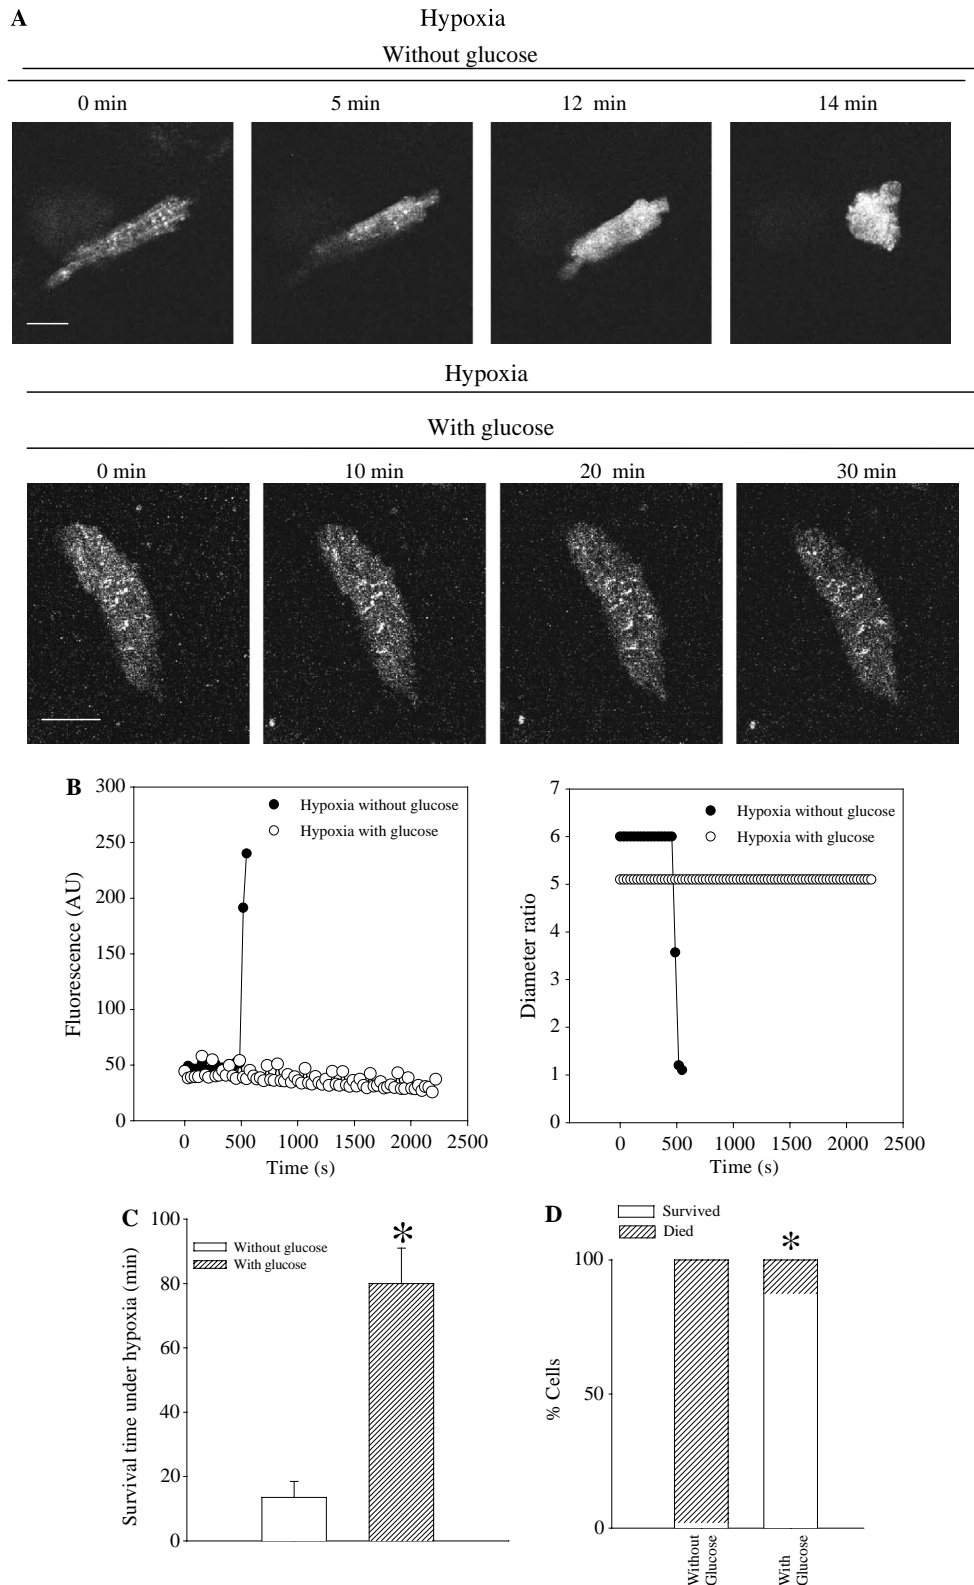 A
Hypoxia
Without glucose
0 min 5 min 12 min 14 min
Hypoxia
With glucose
0 min 10 min 20 min 30 min
B
300
250
200
150
100
50
0
Fluorescence (AU)
Hypoxia without glucose
Hypoxia with glucose
0 500 1000 1500 2000 2500
Time (s)
7
6
5
4
3
2
1
0
Diameter ratio
Hypoxia without glucose
Hypoxia with glucose
0 500 1000 1500 2000 2500
Time (s)
C
100
80
60
40
20
0
Survival time under hypoxia (min)
Without glucose
With glucose
*
D
Survived
Died
*
100
50
0
% Cells
Without
Glucose
With
Glucose